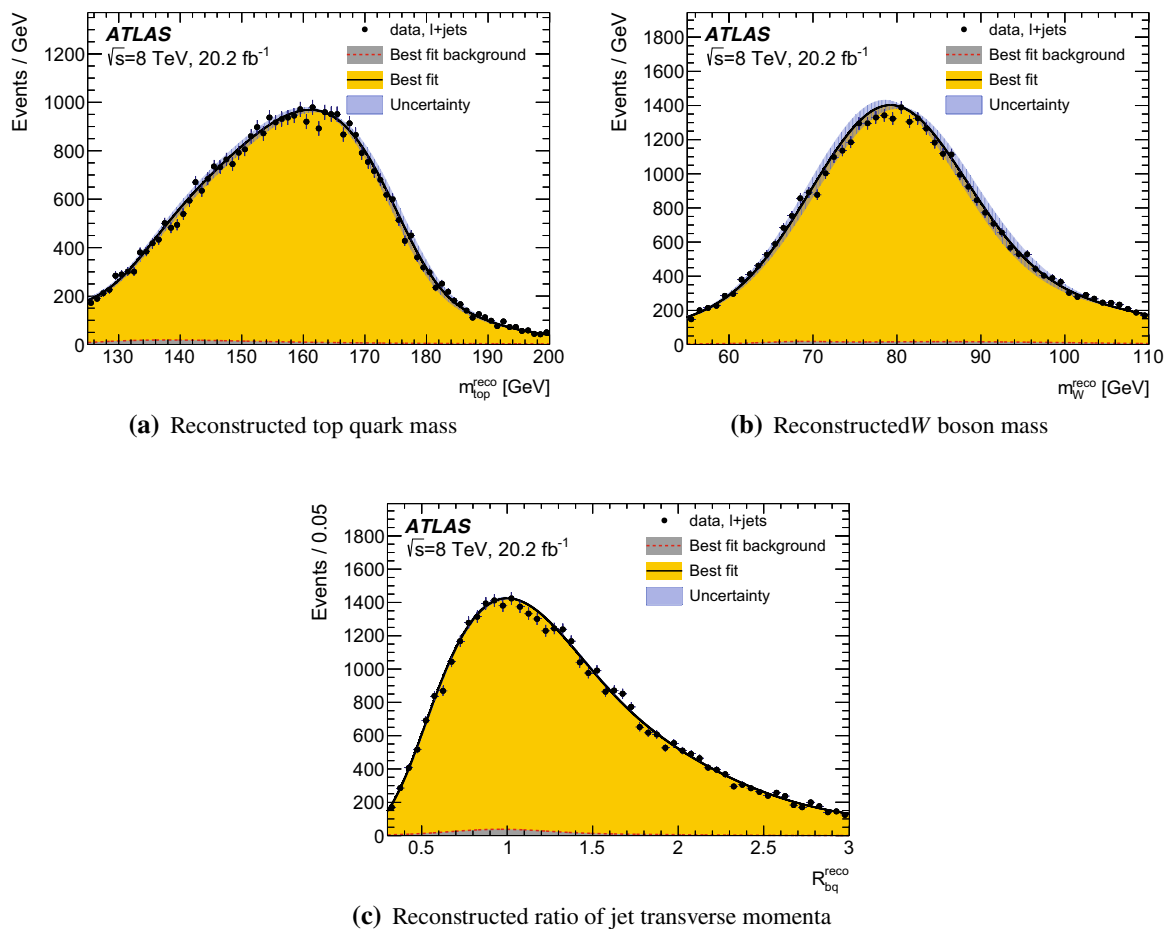 Events / GeV
ATLAS
√s=8 TeV, 20.2 fb⁻¹
data, l+jets
Best fit background
Best fit
Uncertainty
1200
1000
800
600
400
200
0
130 140 150 160 170 180 190 200
m_top^reco [GeV]
(a) Reconstructed top quark mass
Events / GeV
ATLAS
√s=8 TeV, 20.2 fb⁻¹
data, l+jets
Best fit background
Best fit
Uncertainty
1800
1600
1400
1200
1000
800
600
400
200
0
60 70 80 90 100 110
m_W^reco [GeV]
(b) ReconstructedW boson mass
Events / 0.05
ATLAS
√s=8 TeV, 20.2 fb⁻¹
data, l+jets
Best fit background
Best fit
Uncertainty
1800
1600
1400
1200
1000
800
600
400
200
0
0.5 1 1.5 2 2.5 3
R_bq^reco
(c) Reconstructed ratio of jet transverse momenta